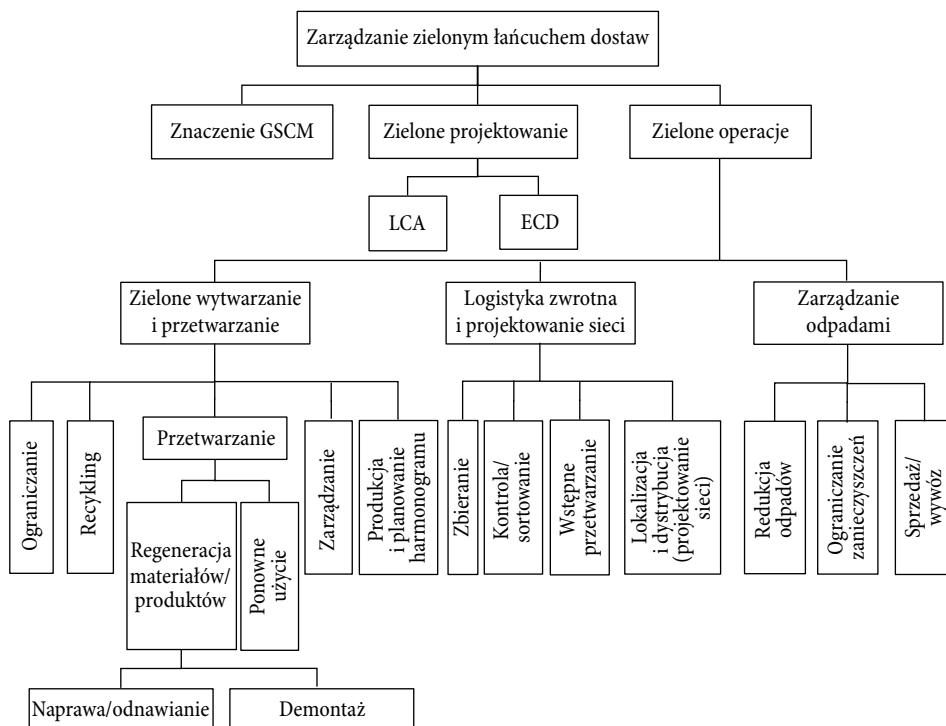 Zarządzanie zielonym łańcuchem dostaw
Znaczenie GSCM
Zielone projektowanie
Zielone operacje
LCA
ECD
Zielone wytwarzanie
i przetwarzanie
Logistyka zwrotna
i projektowanie sieci
Zarządzanie
odpadami
Ograniczanie
Recykling
Przetwarzanie
Zarządzanie
Produkcja
i planowanie
harmonogramu
Zbieranie
Kontrola/
sortowanie
Wstępne
przetwarzanie
Lokalizacja
i dystrybucja
(projektowanie
sieci)
Redukcja
odpadów
Ograniczanie
zanieczyszczeń
Sprzedaż/
wywóz
Regeneracja
materiałów/
produktów
Ponowne
użycie
Naprawa/odnawianie
Demontaż